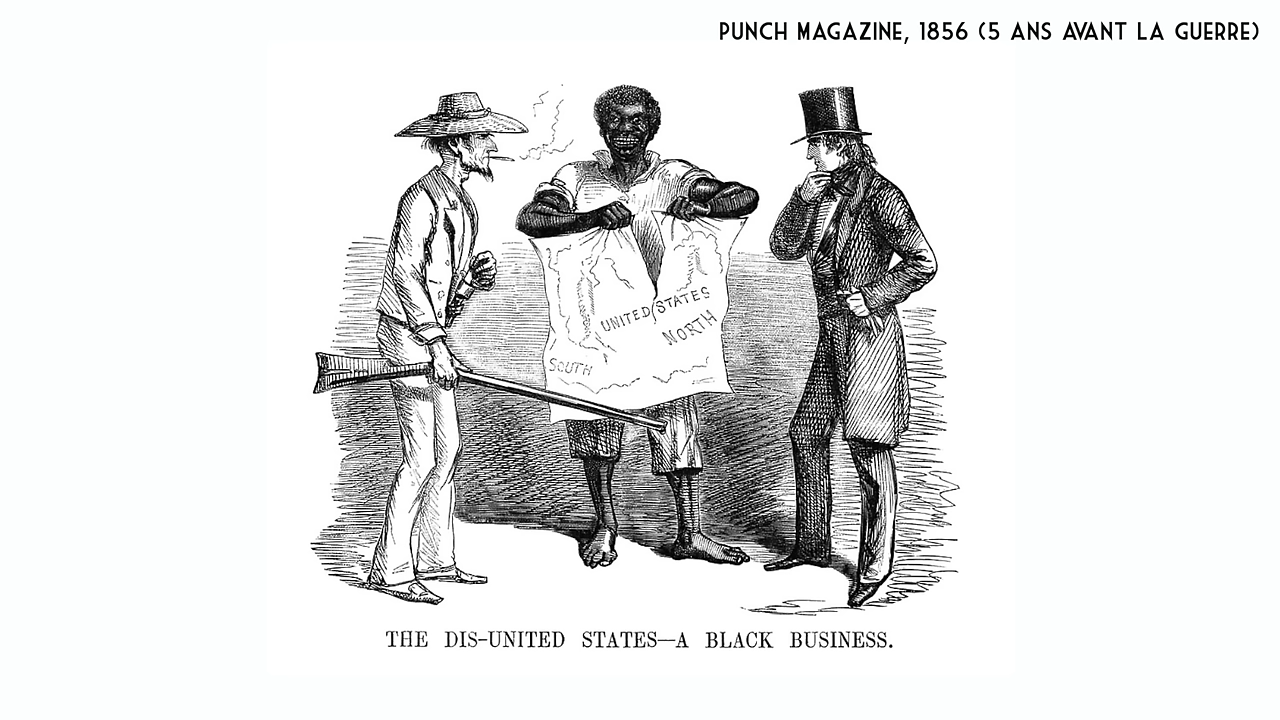 PUNCH MAGAZINE, 1856 (5 ANS AVANT LA GUERRE)
UNITED STATES
NORTH
SOUTH
THE DIS-UNITED STATES—A BLACK BUSINESS.